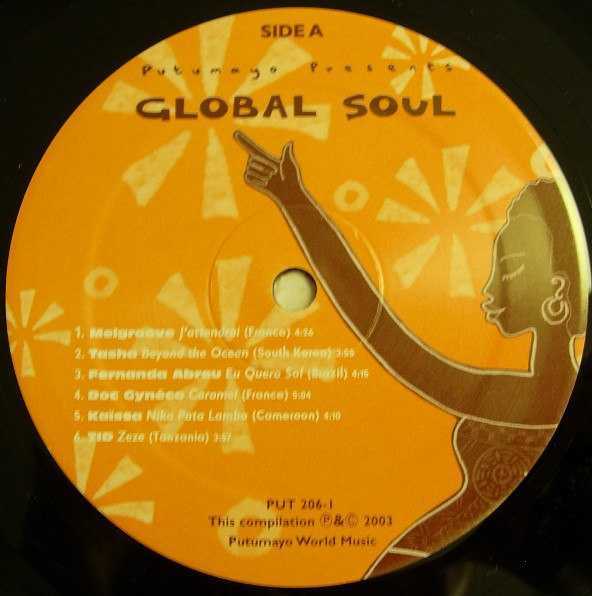 SIDE A
Putumayo Presents
GLOBAL SOUL
1. Melgroove J'attendrai (France) 4:26
2. Tasha Beyond the Ocean (South Korea) 3:55
3. Fernanda Abreu Eu Quero Sol (Brazil) 4:15
4. Doc Gynéco Caramel (France) 5:04
5. Kaïssa Nika Pata Lambo (Cameroon) 4:10
6. TID Zeze (Tanzania) 3:57
PUT 206-1
This compilation ℗&© 2003
Putumayo World Music